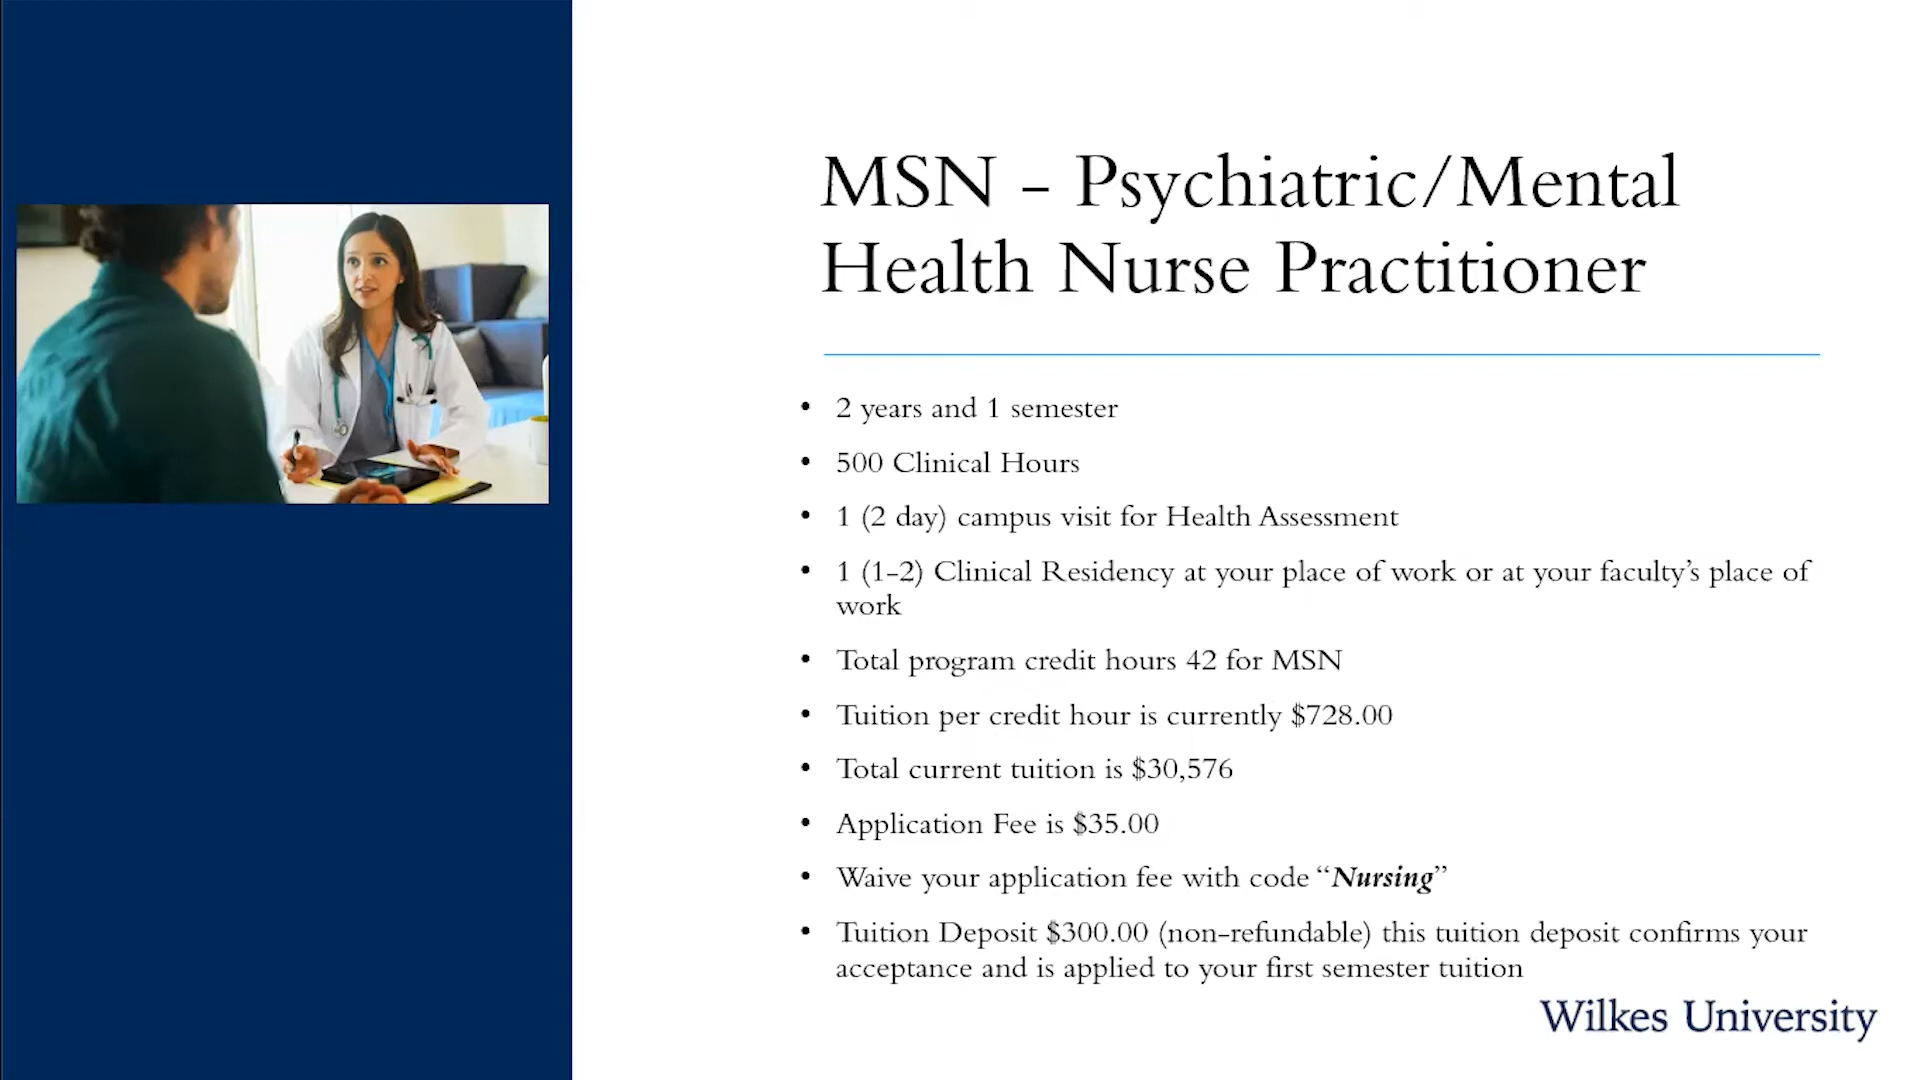 MSN - Psychiatric/Mental
Health Nurse Practitioner
• 2 years and 1 semester
• 500 Clinical Hours
• 1 (2 day) campus visit for Health Assessment
• 1 (1-2) Clinical Residency at your place of work or at your faculty’s place of
work
• Total program credit hours 42 for MSN
• Tuition per credit hour is currently $728.00
• Total current tuition is $30,576
• Application Fee is $35.00
• Waive your application fee with code “Nursing”
• Tuition Deposit $300.00 (non-refundable) this tuition deposit confirms your
acceptance and is applied to your first semester tuition
Wilkes University